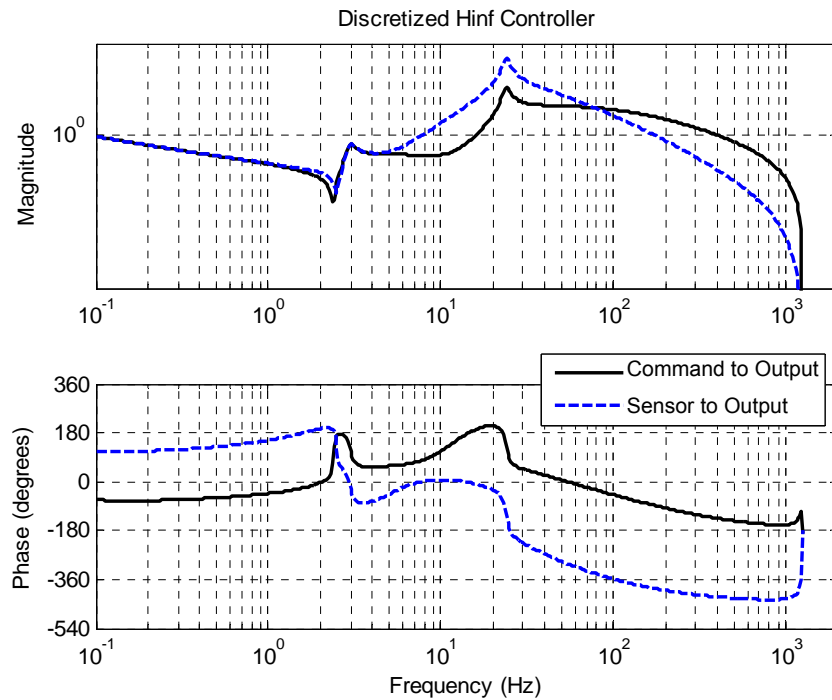 Discretized Hinf Controller
Magnitude
10^0
10^-1 10^0 10^1 10^2 10^3
Command to Output
Sensor to Output
Phase (degrees)
360
180
0
-180
-360
-540
10^-1 10^0 10^1 10^2 10^3
Frequency (Hz)